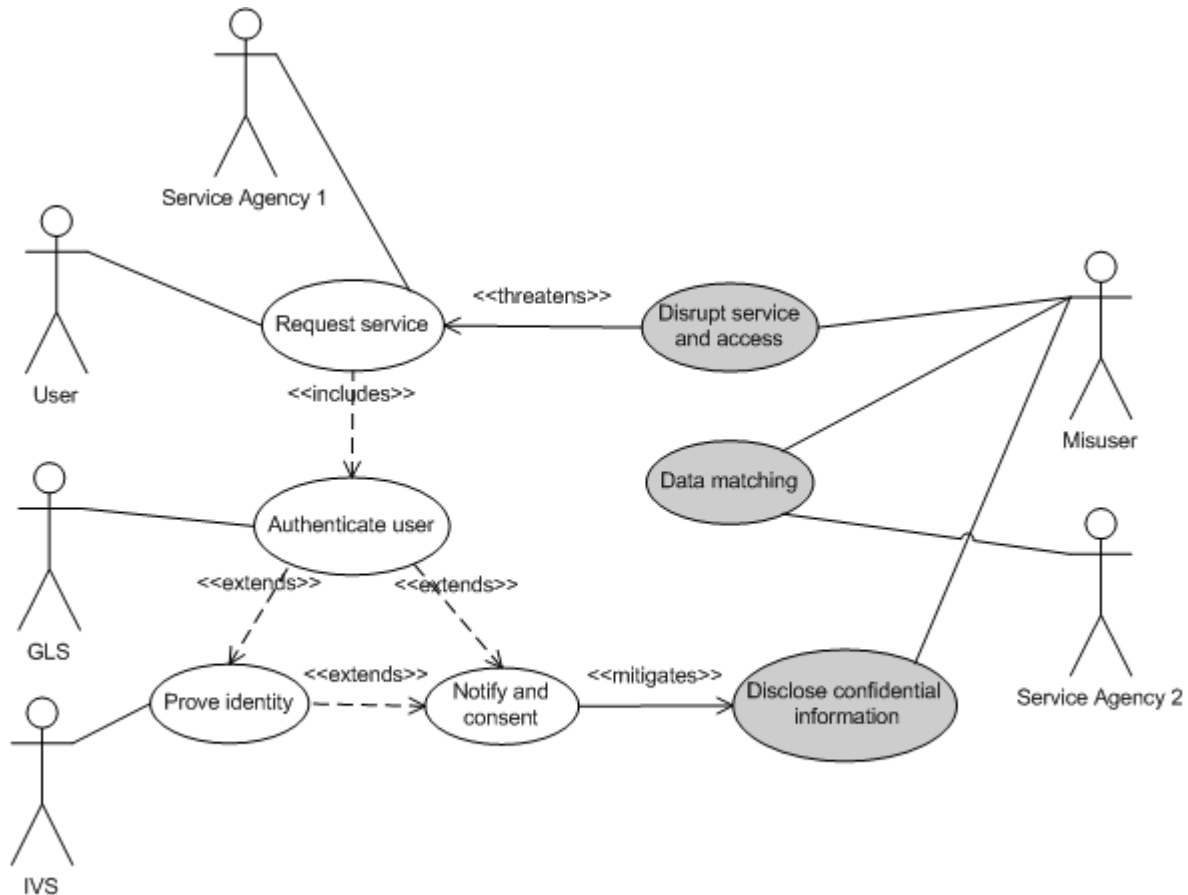 Service Agency 1
<<threatens>>
Request service
Disrupt service
and access
User
<<includes>>
Misuser
Data matching
Authenticate user
<<extends>>
<<extends>>
GLS
<<extends>>
<<mitigates>>
Prove identity
Notify and
consent
Disclose confidential
information
Service Agency 2
IVS